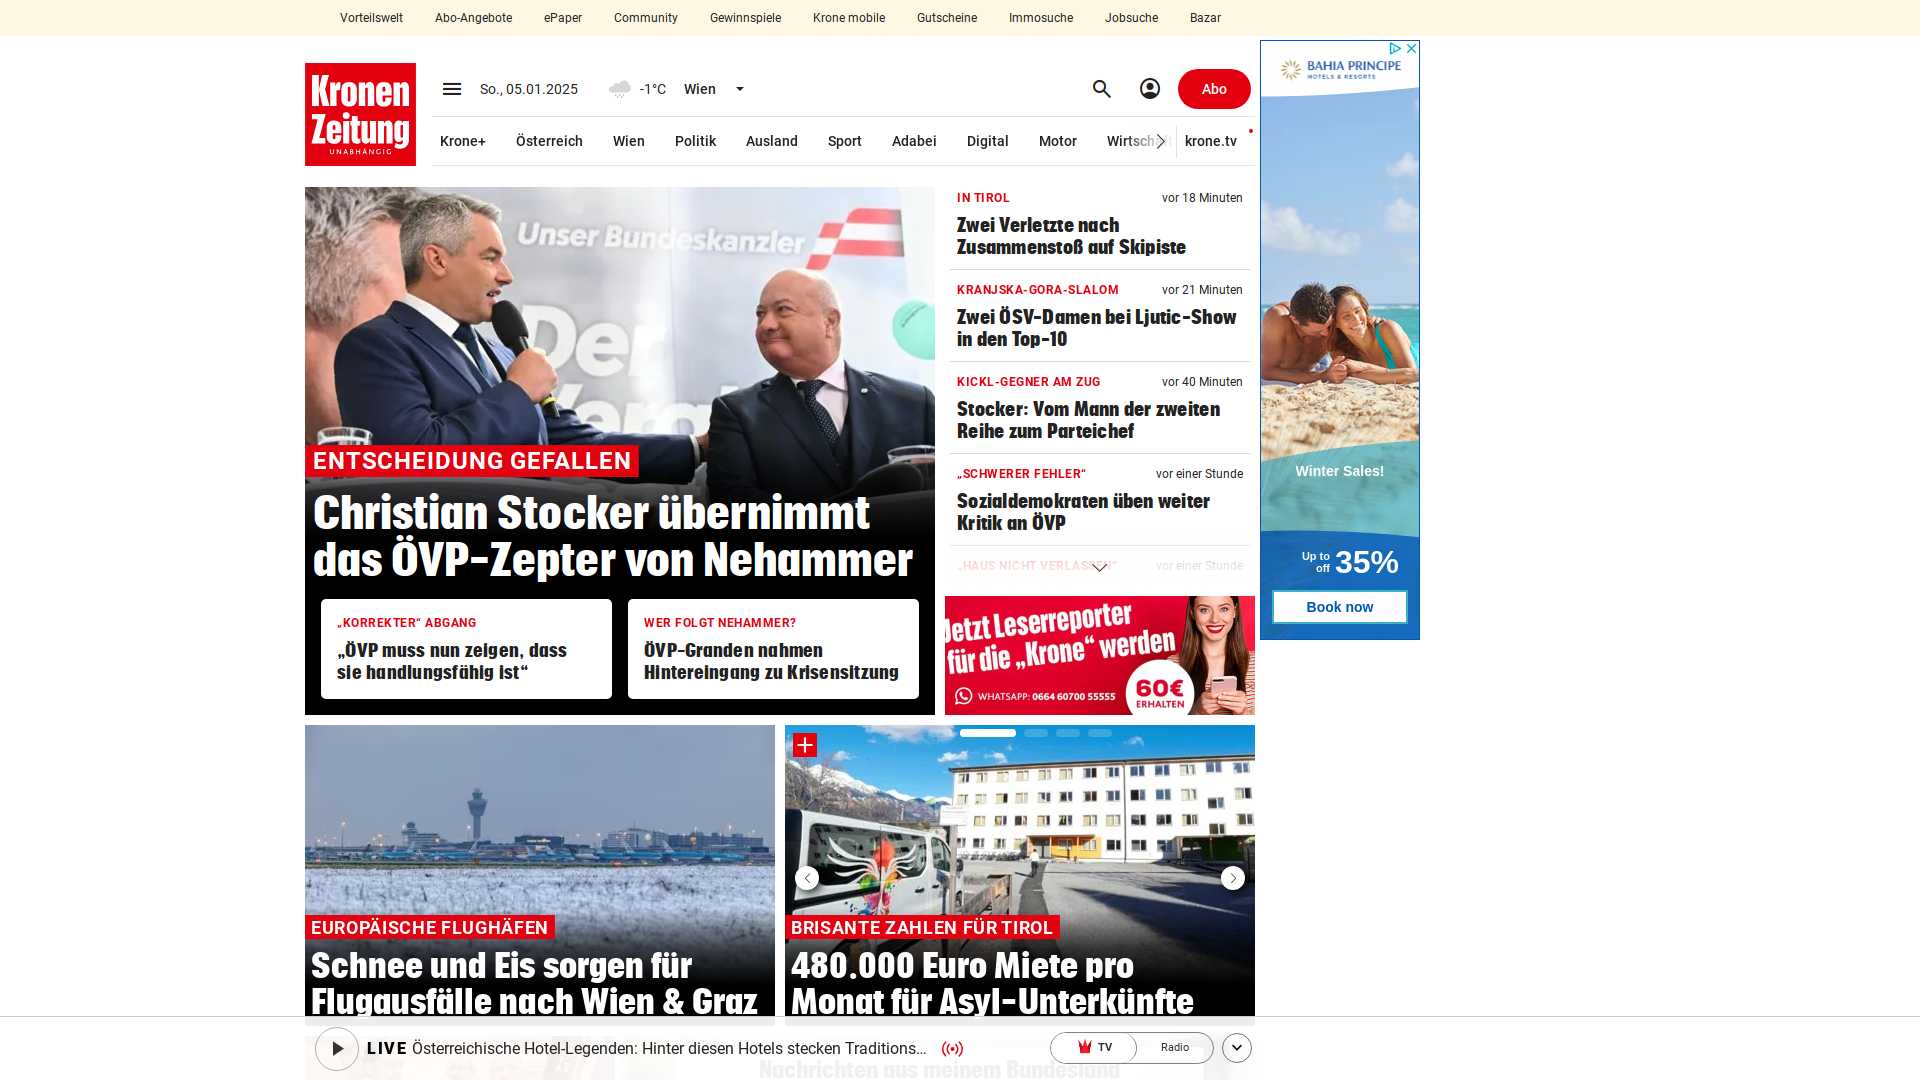 Vorteilswelt Abo-Angebote ePaper Community Gewinnspiele Krone mobile Gutscheine Immosuche Jobsuche Bazar
Kronen
Zeitung
UNABHÄNGIG
So., 05.01.2025 -1°C Wien Abo
Krone+ Österreich Wien Politik Ausland Sport Adabei Digital Motor Wirtschaft krone.tv
Unser Bundeskanzler
Der
ENTSCHEIDUNG GEFALLEN
Christian Stocker übernimmt
das ÖVP-Zepter von Nehammer
„KORREKTER“ ABGANG
„ÖVP muss nun zeigen, dass
sie handlungsfähig ist“
WER FOLGT NEHAMMER?
ÖVP-Granden nahmen
Hintereingang zu Krisensitzung
IN TIROL vor 18 Minuten
Zwei Verletzte nach
Zusammenstoß auf Skipiste
KRANJSKA-GORA-SLALOM vor 21 Minuten
Zwei ÖSV-Damen bei Ljutic-Show
in den Top-10
KICKL-GEGNER AM ZUG vor 40 Minuten
Stocker: Vom Mann der zweiten
Reihe zum Parteichef
„SCHWERER FEHLER“ vor einer Stunde
Sozialdemokraten üben weiter
Kritik an ÖVP
„HAUS NICHT VERLASSEN“ vor einer Stunde
Jetzt Leserreporter
für die „Krone“ werden
WHATSAPP: 0664 60700 55555
60€
ERHALTEN
BAHIA PRINCIPE
HOTELS & RESORTS
Winter Sales!
Up to
off 35%
Book now
EUROPÄISCHE FLUGHÄFEN
Schnee und Eis sorgen für
Flugausfälle nach Wien & Graz
BRISANTE ZAHLEN FÜR TIROL
480.000 Euro Miete pro
Monat für Asyl-Unterkünfte
LIVE Österreichische Hotel-Legenden: Hinter diesen Hotels stecken Traditions... TV Radio
Nachrichten aus meinem Bundesland